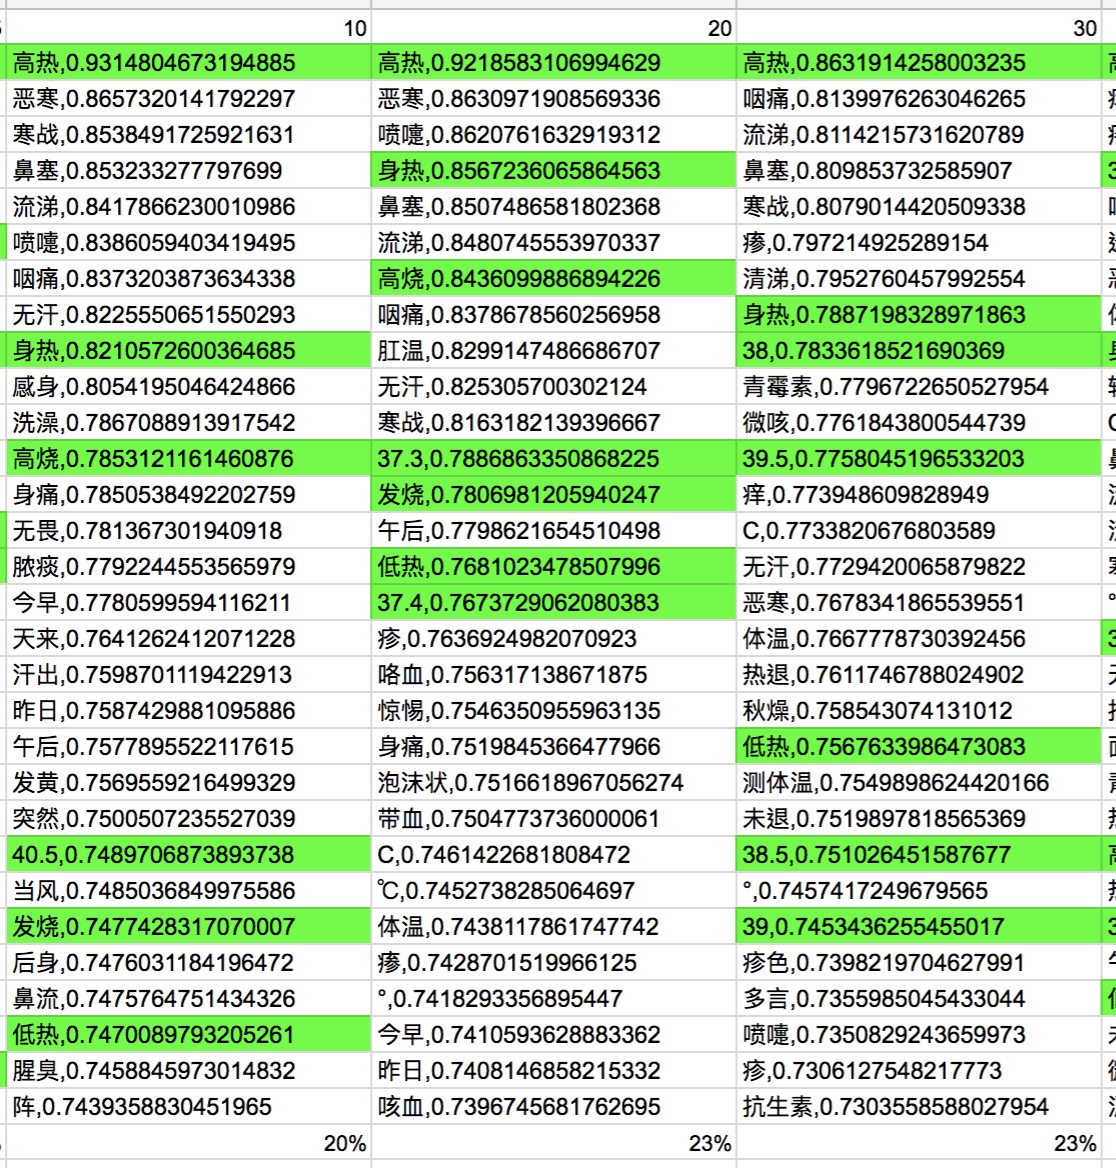 10 20 30
高热,0.9314804673194885 高热,0.9218583106994629 高热,0.8631914258003235
恶寒,0.8657320141792297 恶寒,0.8630971908569336 咽痛,0.8139976263046265
寒战,0.8538491725921631 喷嚏,0.8620761632919312 流涕,0.8114215731620789
鼻塞,0.853233277797699 身热,0.8567236065864563 鼻塞,0.809853732585907
流涕,0.8417866230010986 鼻塞,0.8507486581802368 寒战,0.8079014420509338
喷嚏,0.8386059403419495 流涕,0.8480745553970337 瘆,0.797214925289154
咽痛,0.8373203873634338 高烧,0.8436099886894226 清涕,0.7952760457992554
无汗,0.8225550651550293 咽痛,0.8378678560256958 身热,0.7887198328971863
身热,0.8210572600364685 肛温,0.8299147486686707 38,0.7833618521690369
感身,0.8054195046424866 无汗,0.825305700302124 青霉素,0.7796722650527954
洗澡,0.7867088913917542 寒战,0.8163182139396667 微咳,0.7761843800544739
高烧,0.7853121161460876 37.3,0.7886863350868225 39.5,0.7758045196533203
身痛,0.7850538492202759 发烧,0.7806981205940247 痒,0.773948609828949
无畏,0.781367301940918 午后,0.7798621654510498 C,0.7733820676803589
脓痰,0.7792244553565979 低热,0.7681023478507996 无汗,0.7729420065879822
今早,0.7780599594116211 37.4,0.7673729062080383 恶寒,0.7678341865539551
天来,0.7641262412071228 疹,0.7636924982070923 体温,0.7667778730392456
汗出,0.7598701119422913 咯血,0.756317138671875 热退,0.7611746788024902
昨日,0.7587429881095886 惊惕,0.7546350955963135 秋燥,0.758543074131012
午后,0.7577895522117615 身痛,0.7519845366477966 低热,0.7567633986473083
发黄,0.7569559216499329 泡沫状,0.7516618967056274 测体温,0.7549898624420166
突然,0.7500507235527039 带血,0.7504773736000061 未退,0.7519897818565369
40.5,0.7489706873893738 C,0.7461422681808472 38.5,0.751026451587677
当风,0.7485036849975586 ℃,0.7452738285064697 °,0.7457417249679565
发烧,0.7477428317070007 体温,0.7438117861747742 39,0.7453436255455017
后身,0.7476031184196472 瘆,0.7428701519966125 疹色,0.7398219704627991
鼻流,0.7475764751434326 °,0.7418293356895447 多言,0.7355985045433044
低热,0.7470089793205261 今早,0.7410593628883362 喷嚏,0.7350829243659973
腥臭,0.7458845973014832 昨日,0.7408146858215332 疹,0.7306127548217773
阵,0.7439358830451965 咳血,0.7396745681762695 抗生素,0.7303558588027954
20% 23% 23%